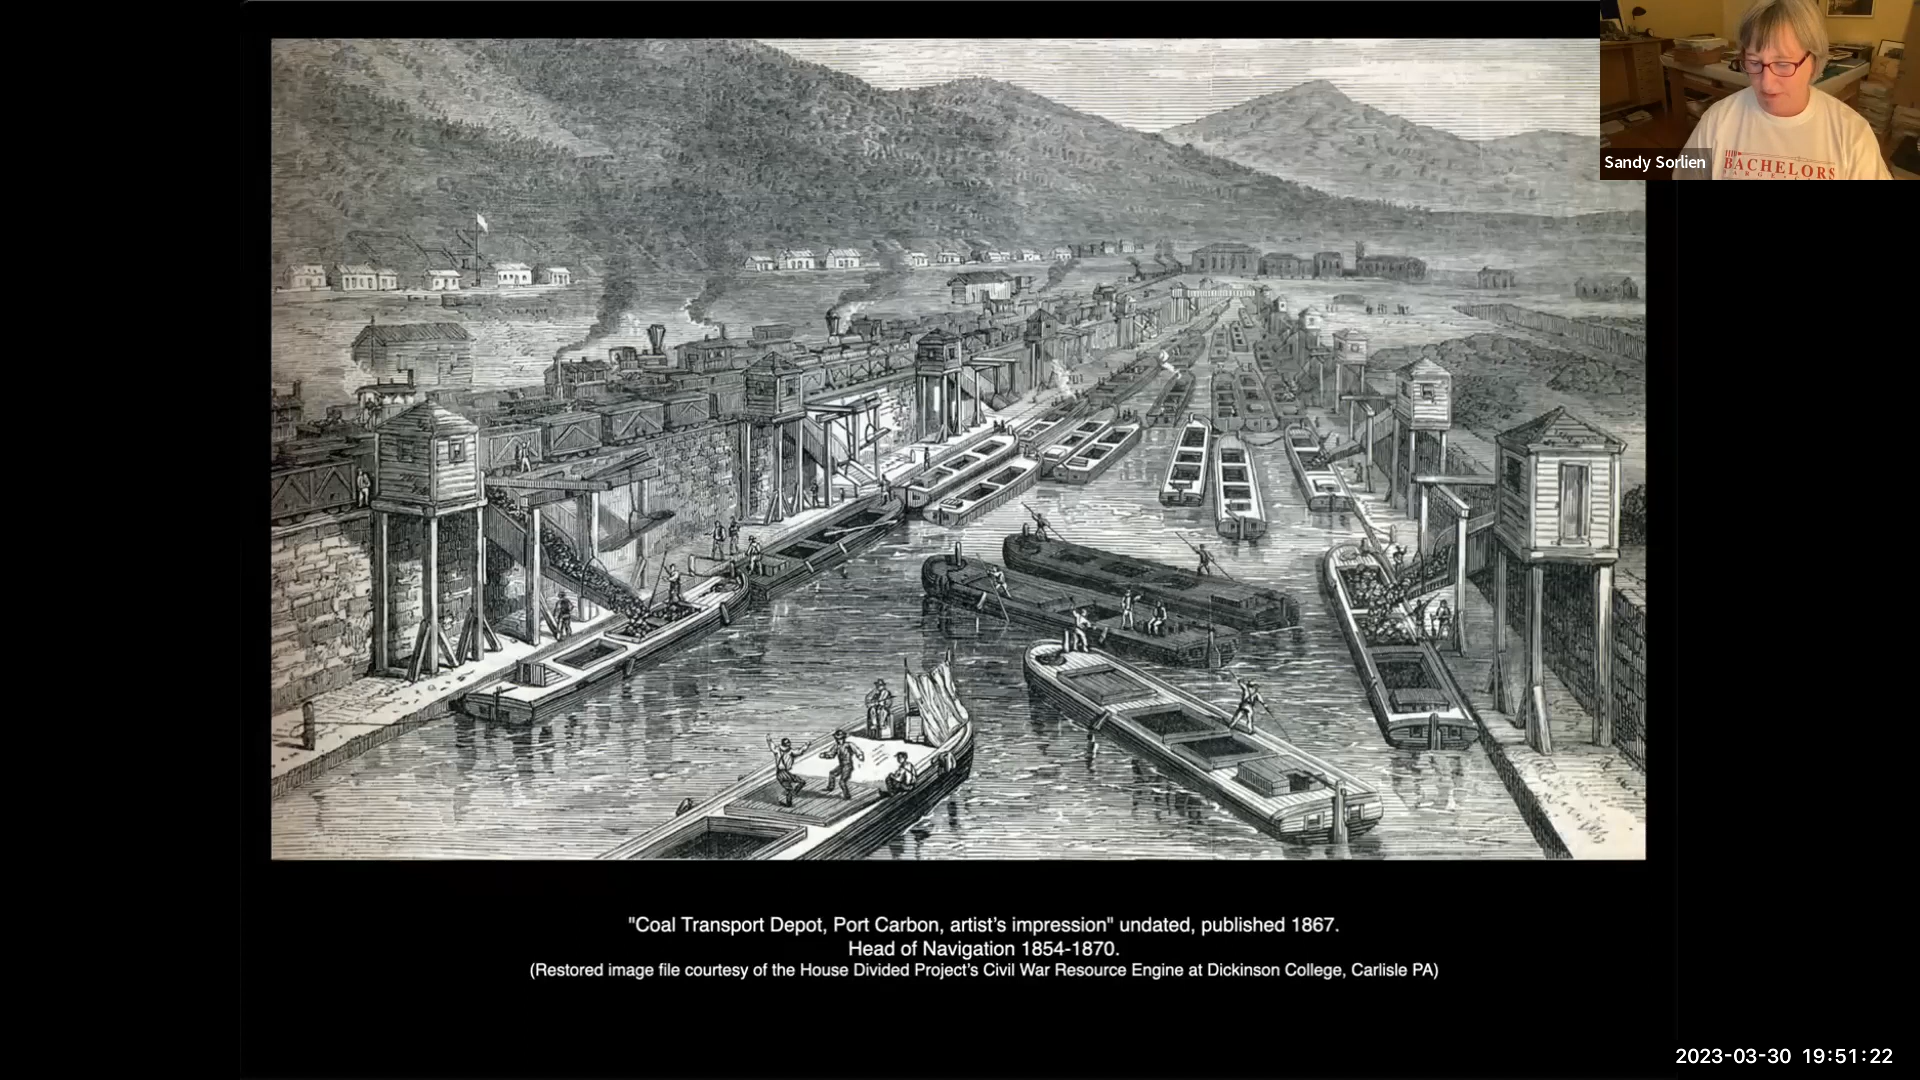 Sandy Sorlien
THE
BACHELORS
BARGE
"Coal Transport Depot, Port Carbon, artist's impression" undated, published 1867.
Head of Navigation 1854-1870.
(Restored image file courtesy of the House Divided Project's Civil War Resource Engine at Dickinson College, Carlisle PA)
2023-03-30 19:51:22